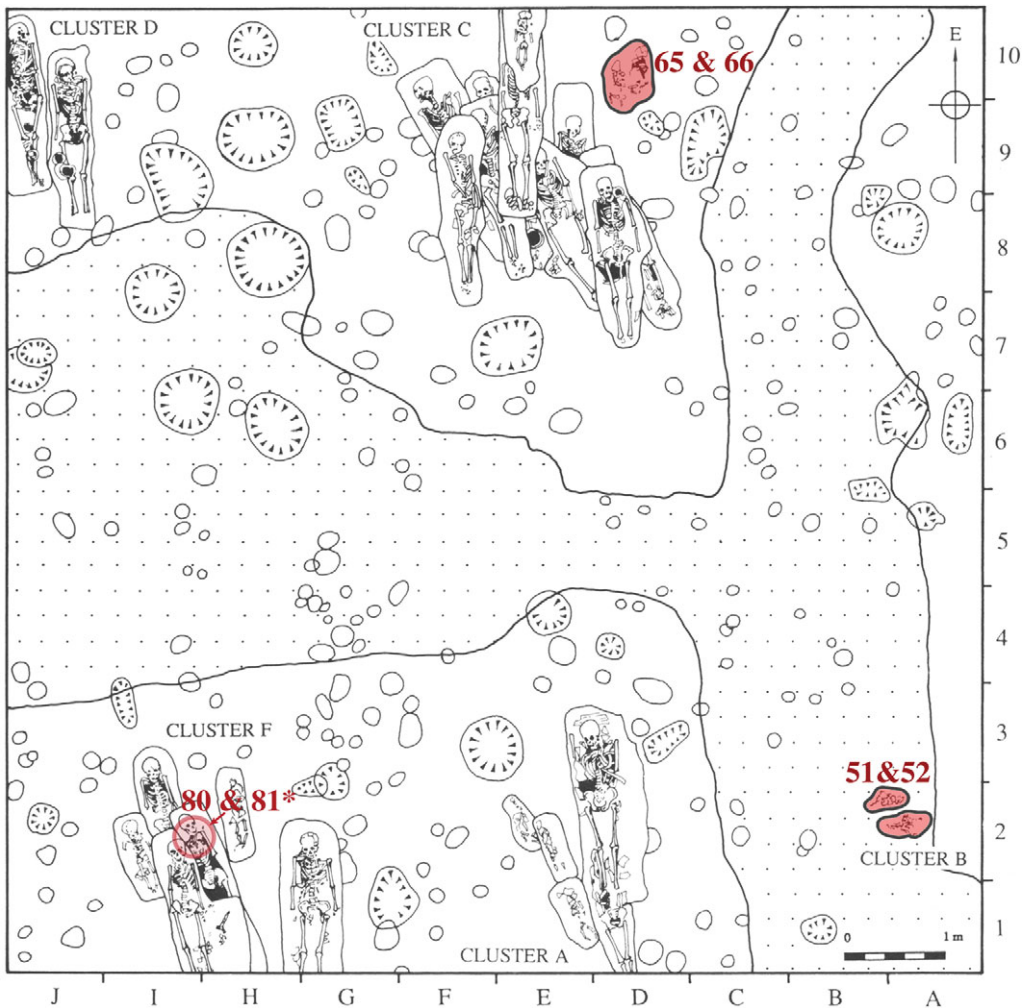 CLUSTER D
CLUSTER C
E
10
65 & 66
9
8
7
6
5
4
3
CLUSTER F
51&52
80 & 81*
2
CLUSTER B
1
CLUSTER A
0 1 m
J I H G F E D C B A